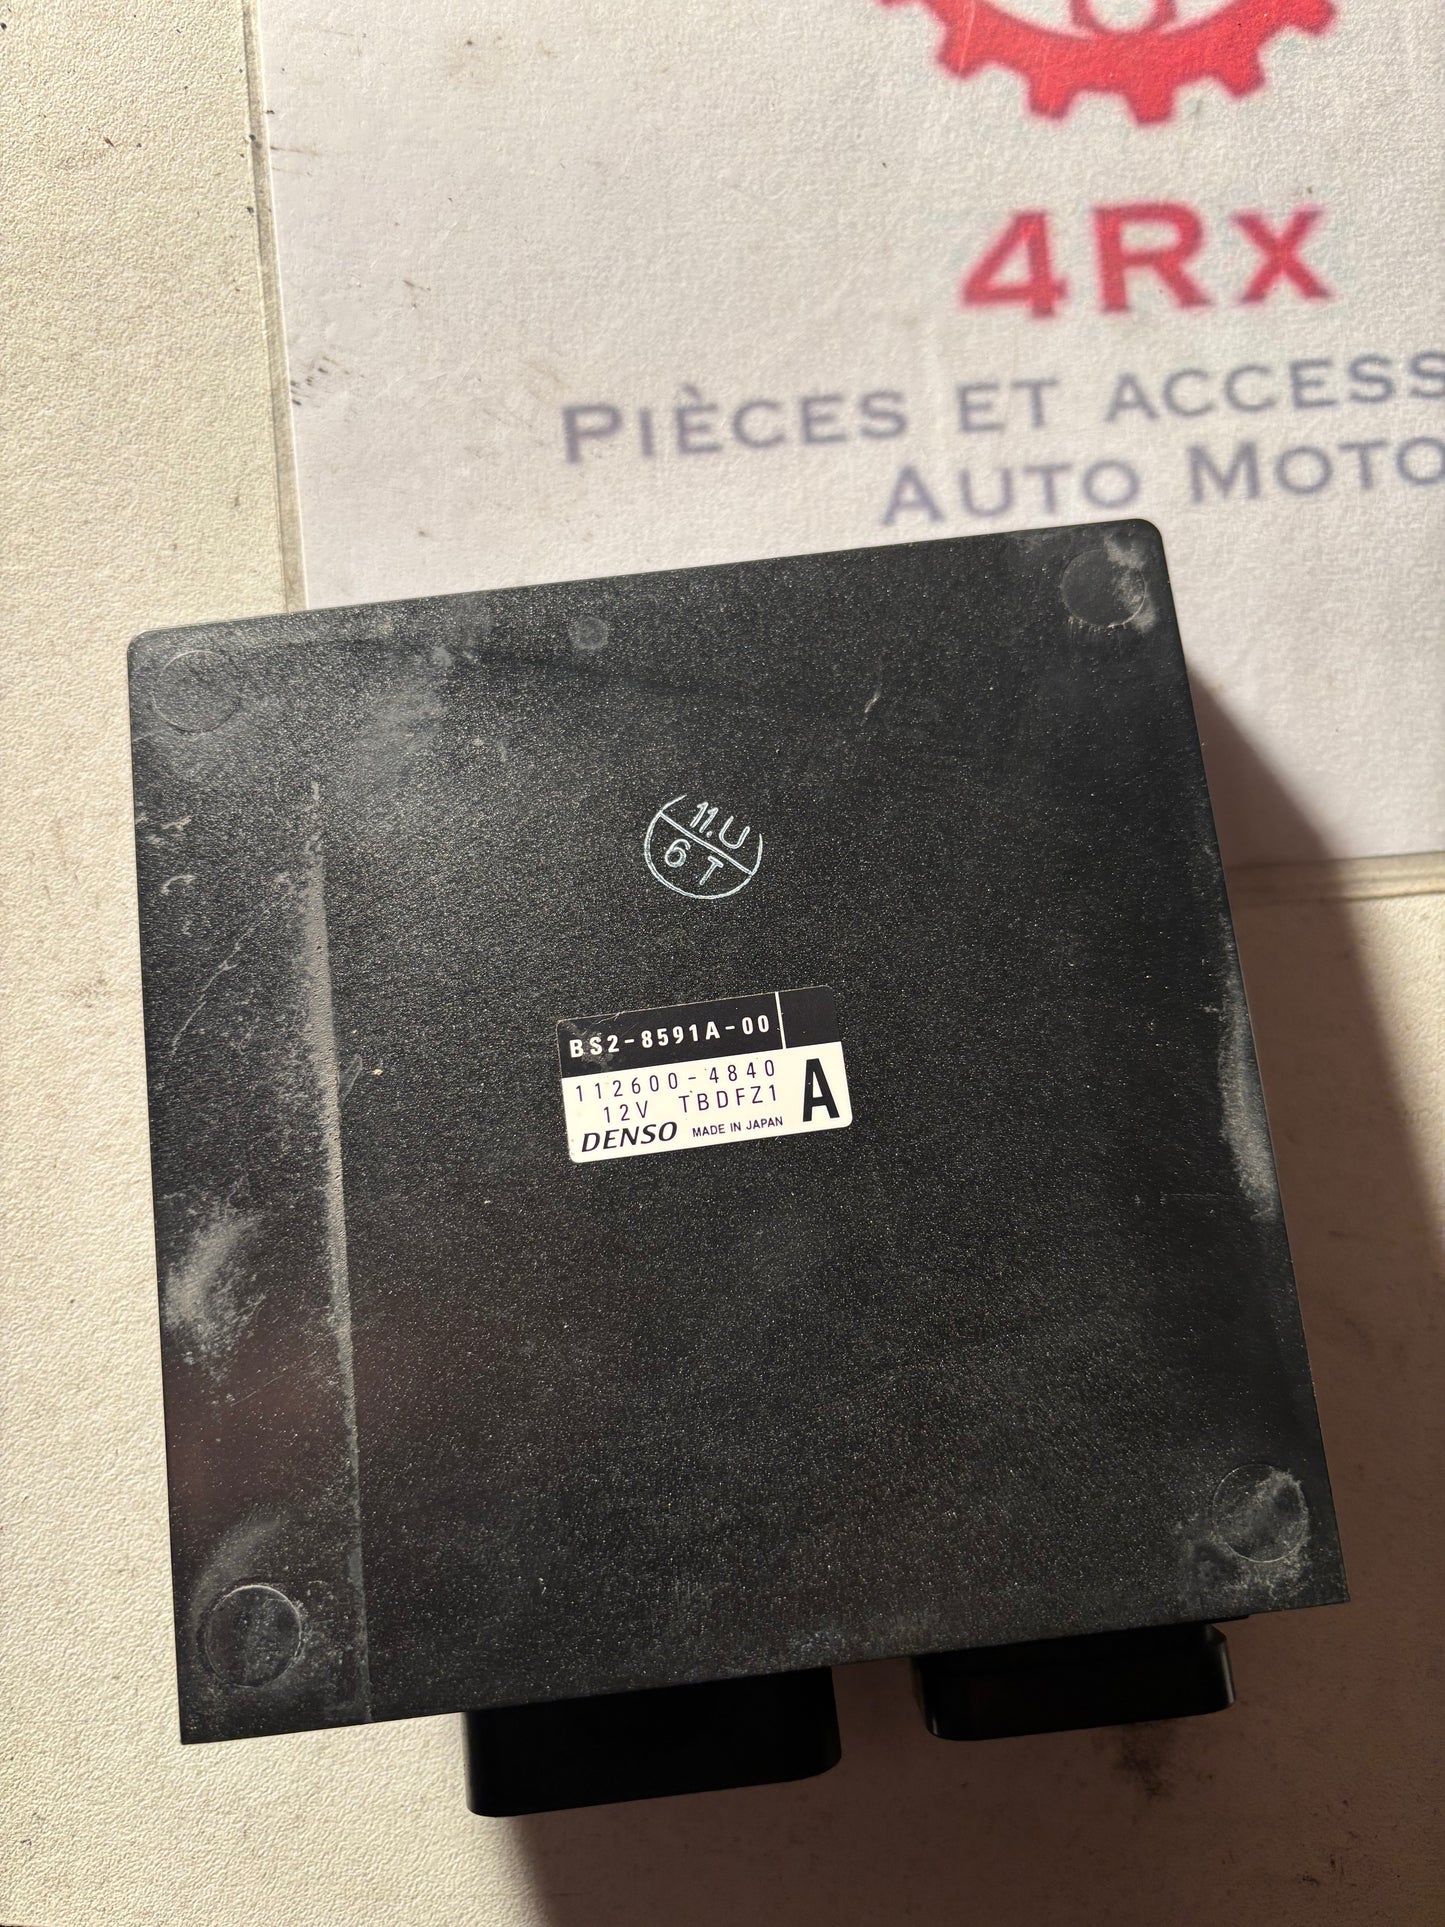 4Rx
PIÈCES ET ACCESS
AUTO MOTO
11.U
6 T
BS2-8591A-00
112600-4840
12V TBDFZ1
A
DENSO MADE IN JAPAN